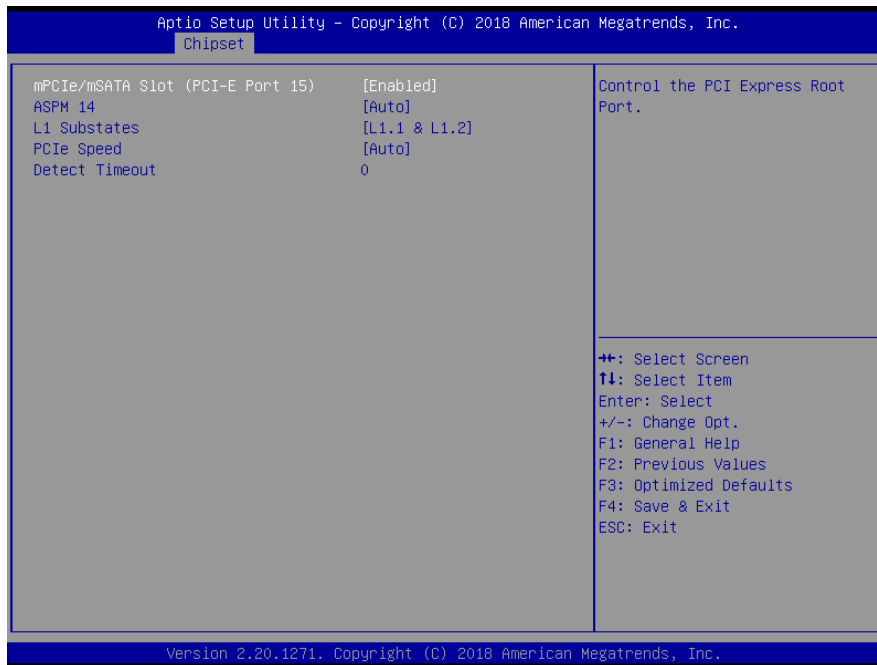 Aptio Setup Utility – Copyright (C) 2018 American Megatrends, Inc.
Chipset
mPCIe/mSATA Slot (PCI-E Port 15) [Enabled]
ASPM 14 [Auto]
L1 Substates [L1.1 & L1.2]
PCIe Speed [Auto]
Detect Timeout 0
Control the PCI Express Root
Port.
→←: Select Screen
↑↓: Select Item
Enter: Select
+/-: Change Opt.
F1: General Help
F2: Previous Values
F3: Optimized Defaults
F4: Save & Exit
ESC: Exit
Version 2.20.1271. Copyright (C) 2018 American Megatrends, Inc.